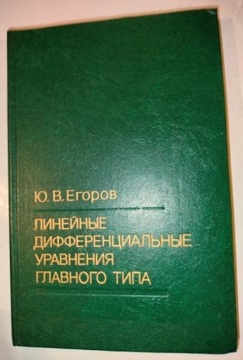 Ю. В. Егоров
ЛИНЕЙНЫЕ
ДИФФЕРЕНЦИАЛЬНЫЕ
УРАВНЕНИЯ
ГЛАВНОГО ТИПА